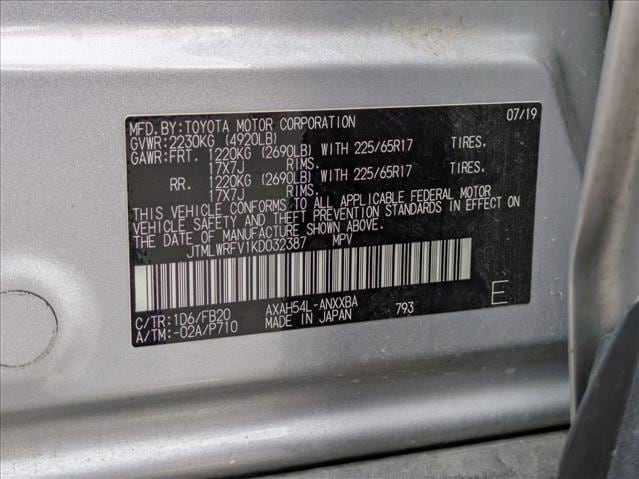 MFD.BY:TOYOTA MOTOR CORPORATION 07/19
GVWR:2230KG (4920LB)
GAWR:FRT. 1220KG (2690LB) WITH 225/65R17 TIRES.
17X7J RIMS.
RR. 1220KG (2690LB) WITH 225/65R17 TIRES.
17X7J RIMS.
THIS VEHICLE CONFORMS TO ALL APPLICABLE FEDERAL MOTOR
VEHICLE SAFETY AND THEFT PREVENTION STANDARDS IN EFFECT ON
THE DATE OF MANUFACTURE SHOWN ABOVE.
JTMLWRFV1KD032387 MPV
C/TR:1D6/FB20 AXAH54L-ANXXBA 793 E
A/TM:-02A/P710 MADE IN JAPAN